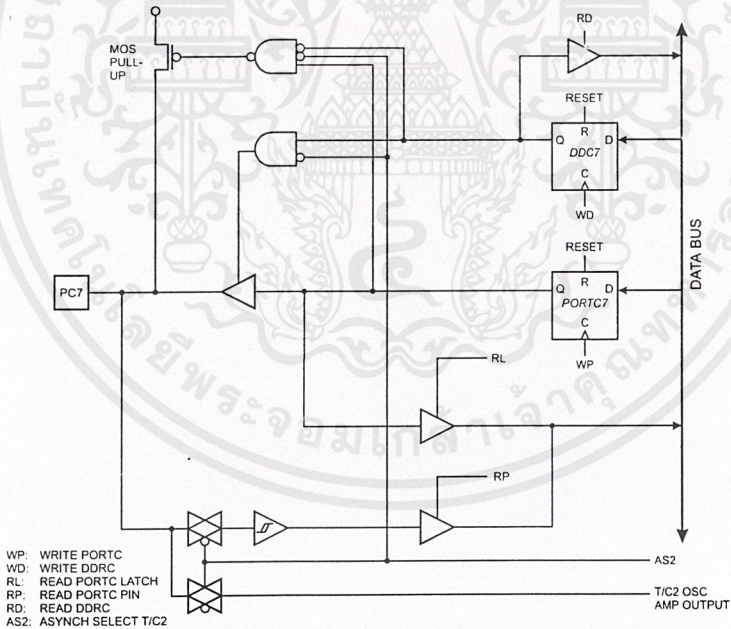 RD
MOS
PULL-
UP
RESET
R
Q
D
DDC7
C
WD
RESET
R
Q
D
PORTC7
C
WP
DATA BUS
PC7
RL
RP
WP: WRITE PORTC
WD: WRITE DDRC
RL: READ PORTC LATCH
RP: READ PORTC PIN
RD: READ DDRC
AS2: ASYNCH SELECT T/C2
AS2
T/C2 OSC
AMP OUTPUT